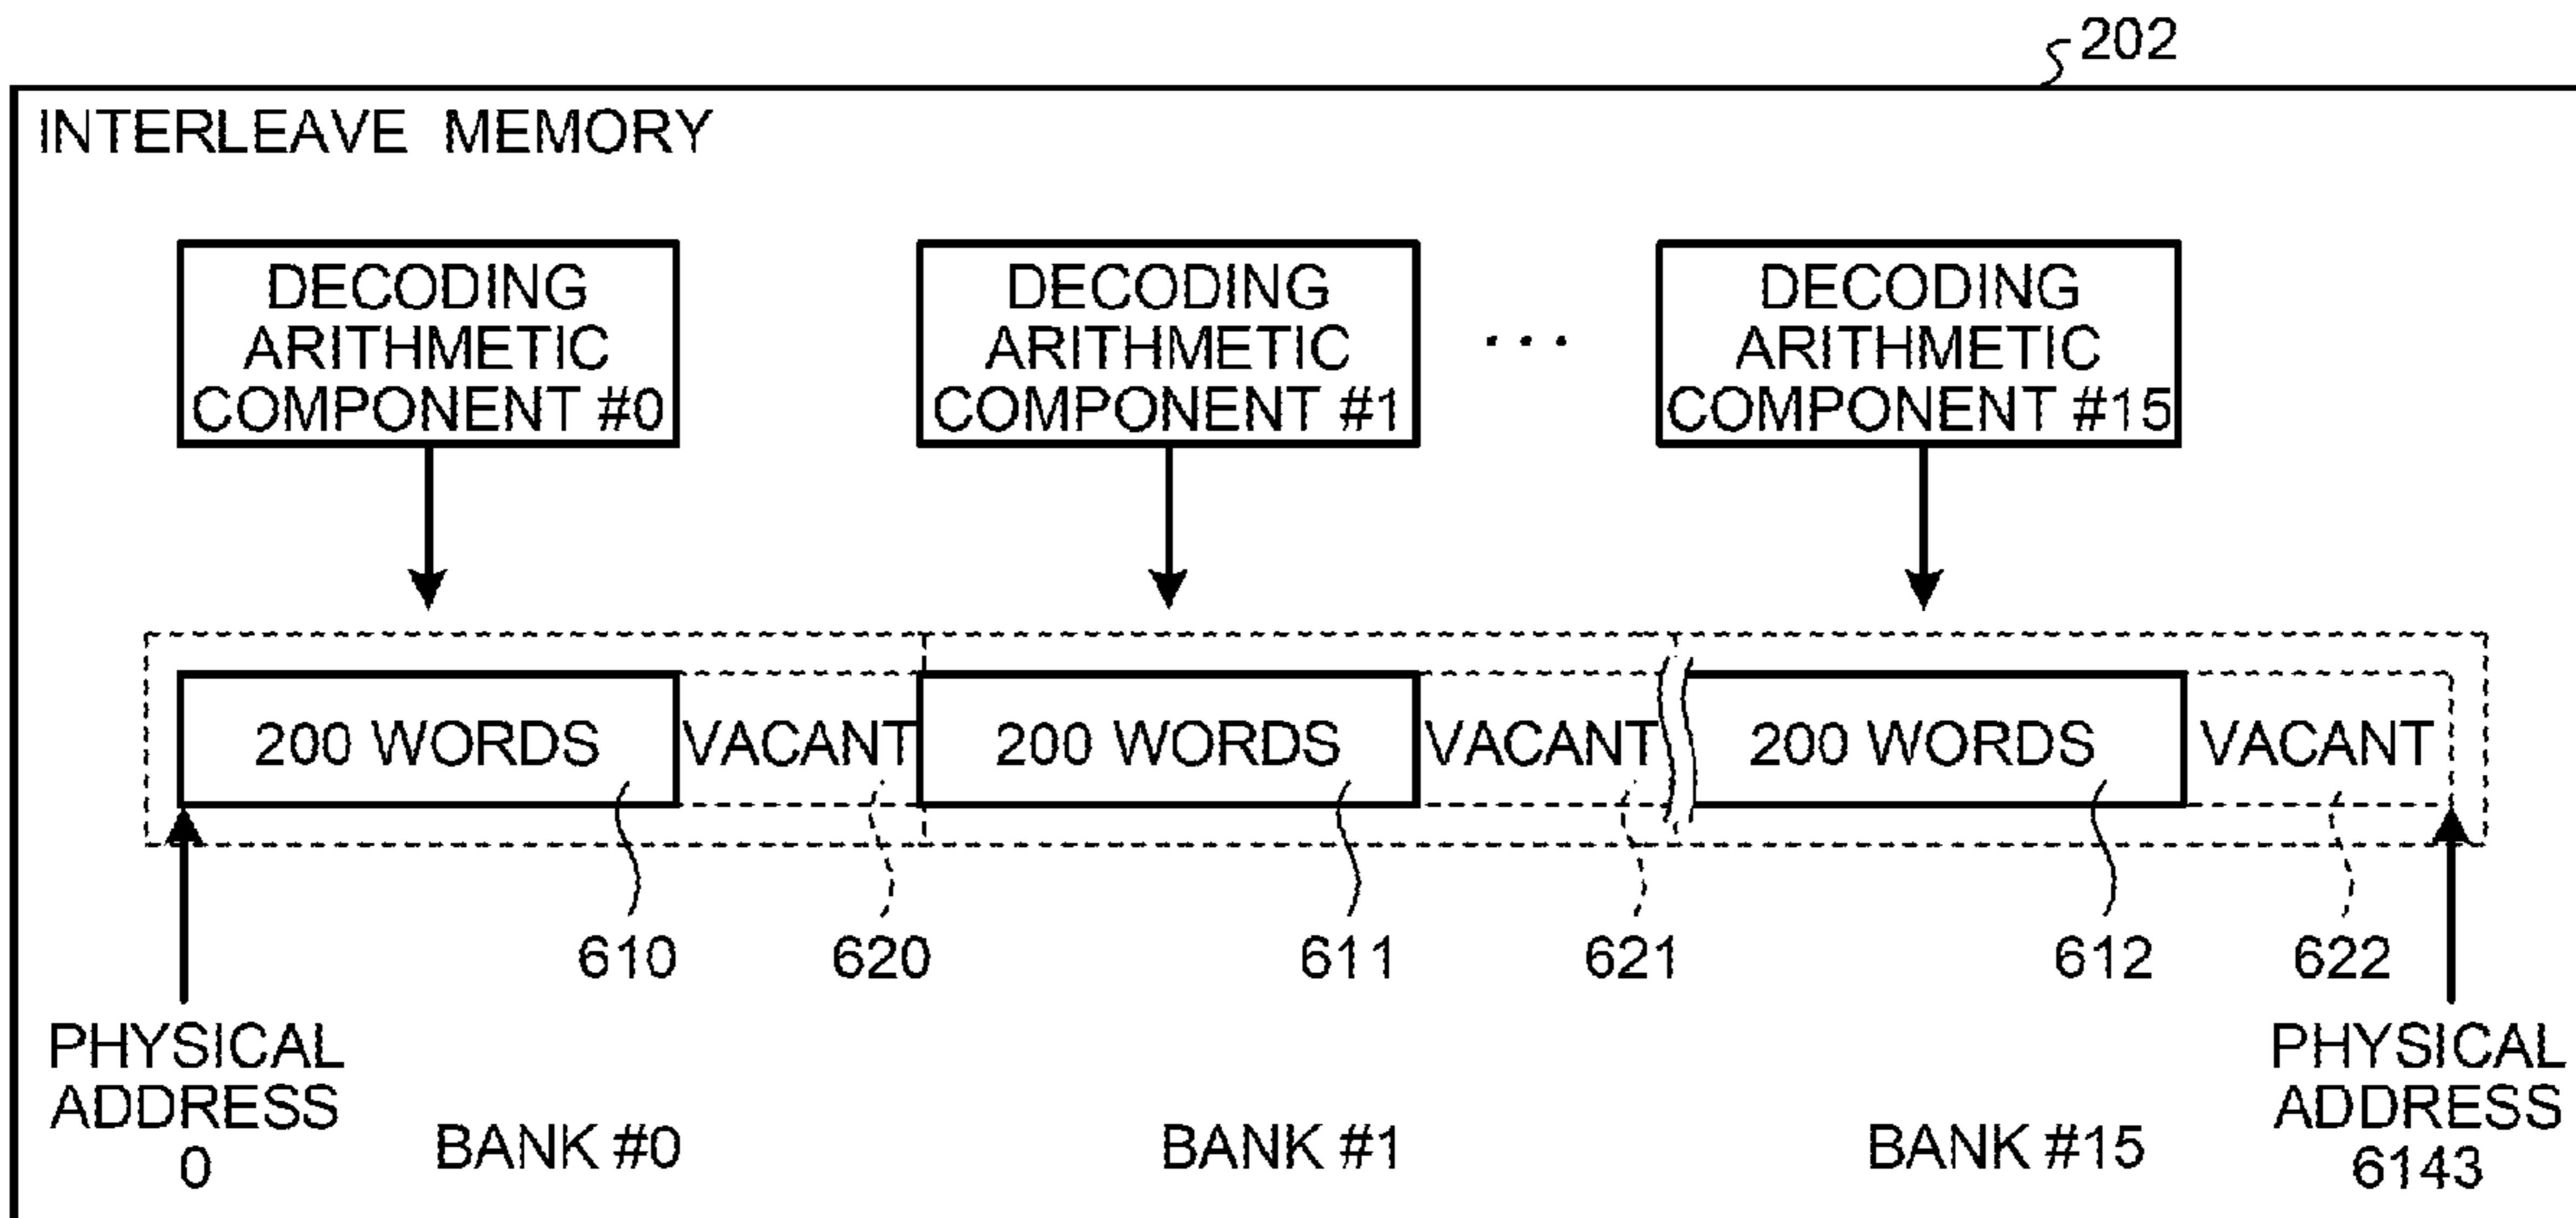 202
INTERLEAVE MEMORY
DECODING
ARITHMETIC
COMPONENT #0
DECODING
ARITHMETIC
COMPONENT #1
...
DECODING
ARITHMETIC
COMPONENT #15
200 WORDS
VACANT
200 WORDS
VACANT
200 WORDS
VACANT
610
620
611
621
612
622
PHYSICAL
ADDRESS
0
BANK #0
BANK #1
BANK #15
PHYSICAL
ADDRESS
6143